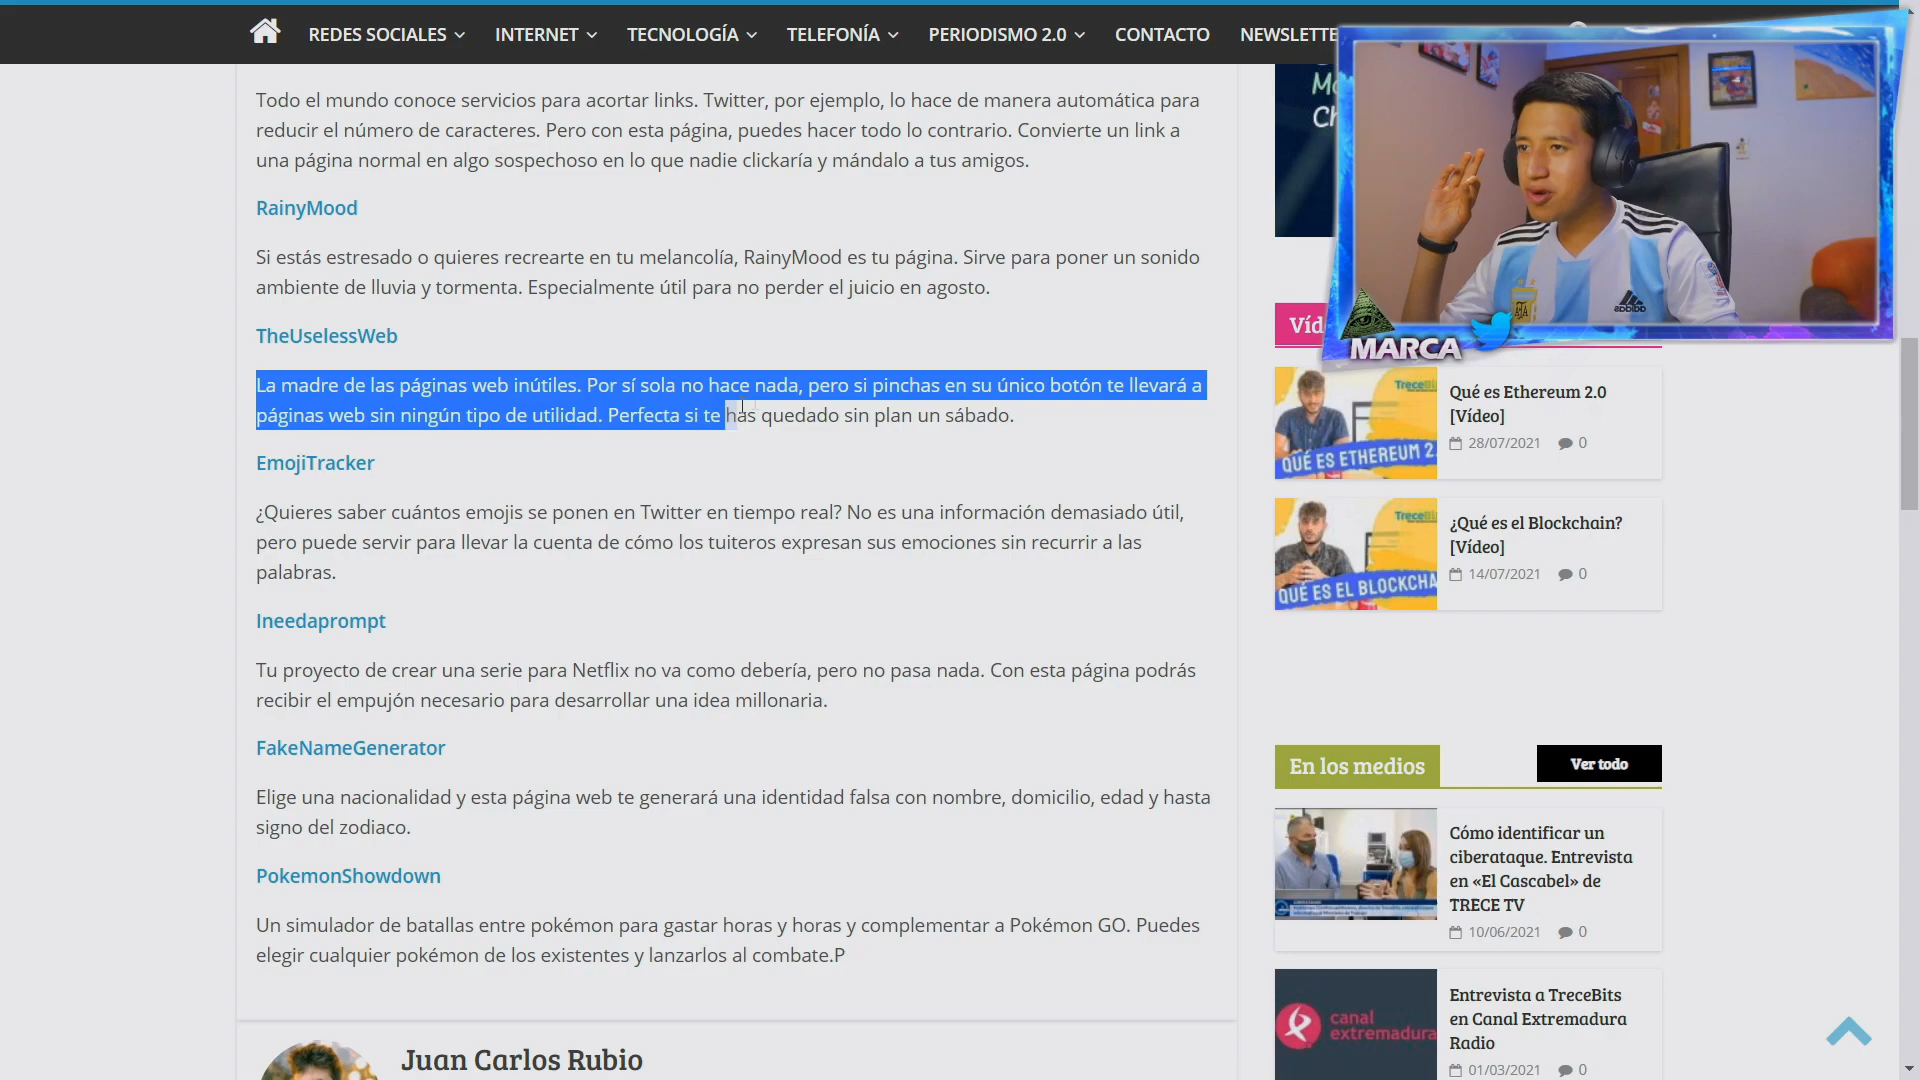 REDES SOCIALES
INTERNET
TECNOLOGÍA
TELEFONÍA
PERIODISMO 2.0
CONTACTO
NEWSLETTE
Todo el mundo conoce servicios para acortar links. Twitter, por ejemplo, lo hace de manera automática para
reducir el número de caracteres. Pero con esta página, puedes hacer todo lo contrario. Convierte un link a
una página normal en algo sospechoso en lo que nadie clickaría y mándalo a tus amigos.
RainyMood
Si estás estresado o quieres recrearte en tu melancolía, RainyMood es tu página. Sirve para poner un sonido
ambiente de lluvia y tormenta. Especialmente útil para no perder el juicio en agosto.
TheUselessWeb
La madre de las páginas web inútiles. Por sí sola no hace nada, pero si pinchas en su único botón te llevará a
páginas web sin ningún tipo de utilidad. Perfecta si te has quedado sin plan un sábado.
EmojiTracker
¿Quieres saber cuántos emojis se ponen en Twitter en tiempo real? No es una información demasiado útil,
pero puede servir para llevar la cuenta de cómo los tuiteros expresan sus emociones sin recurrir a las
palabras.
Ineedaprompt
Tu proyecto de crear una serie para Netflix no va como debería, pero no pasa nada. Con esta página podrás
recibir el empujón necesario para desarrollar una idea millonaria.
FakeNameGenerator
Elige una nacionalidad y esta página web te generará una identidad falsa con nombre, domicilio, edad y hasta
signo del zodiaco.
PokemonShowdown
Un simulador de batallas entre pokémon para gastar horas y horas y complementar a Pokémon GO. Puedes
elegir cualquier pokémon de los existentes y lanzarlos al combate.P
Juan Carlos Rubio
MARCA
AFA
adidas
Víd
TreceBi
QUÉ ES ETHEREUM 2.
Qué es Ethereum 2.0
[Vídeo]
28/07/2021
0
TreceBi
QUÉ ES EL BLOCKCHA
¿Qué es el Blockchain?
[Vídeo]
14/07/2021
0
En los medios
Ver todo
Cómo identificar un
ciberataque. Entrevista
en «El Cascabel» de
TRECE TV
10/06/2021
0
canal
extremadura
Entrevista a TreceBits
en Canal Extremadura
Radio
01/03/2021
0